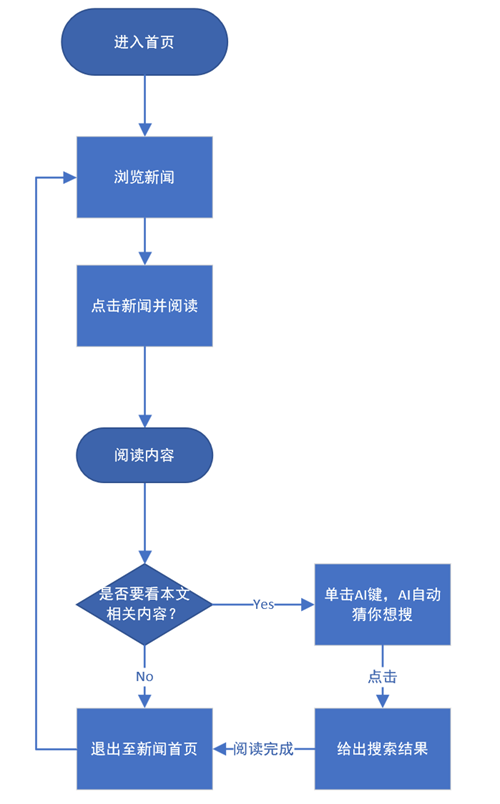 进入首页
浏览新闻
点击新闻并阅读
阅读内容
是否要看本文
相关内容？
Yes
单击AI键，AI自动
猜你想搜
No
点击
退出至新闻首页
阅读完成
给出搜索结果